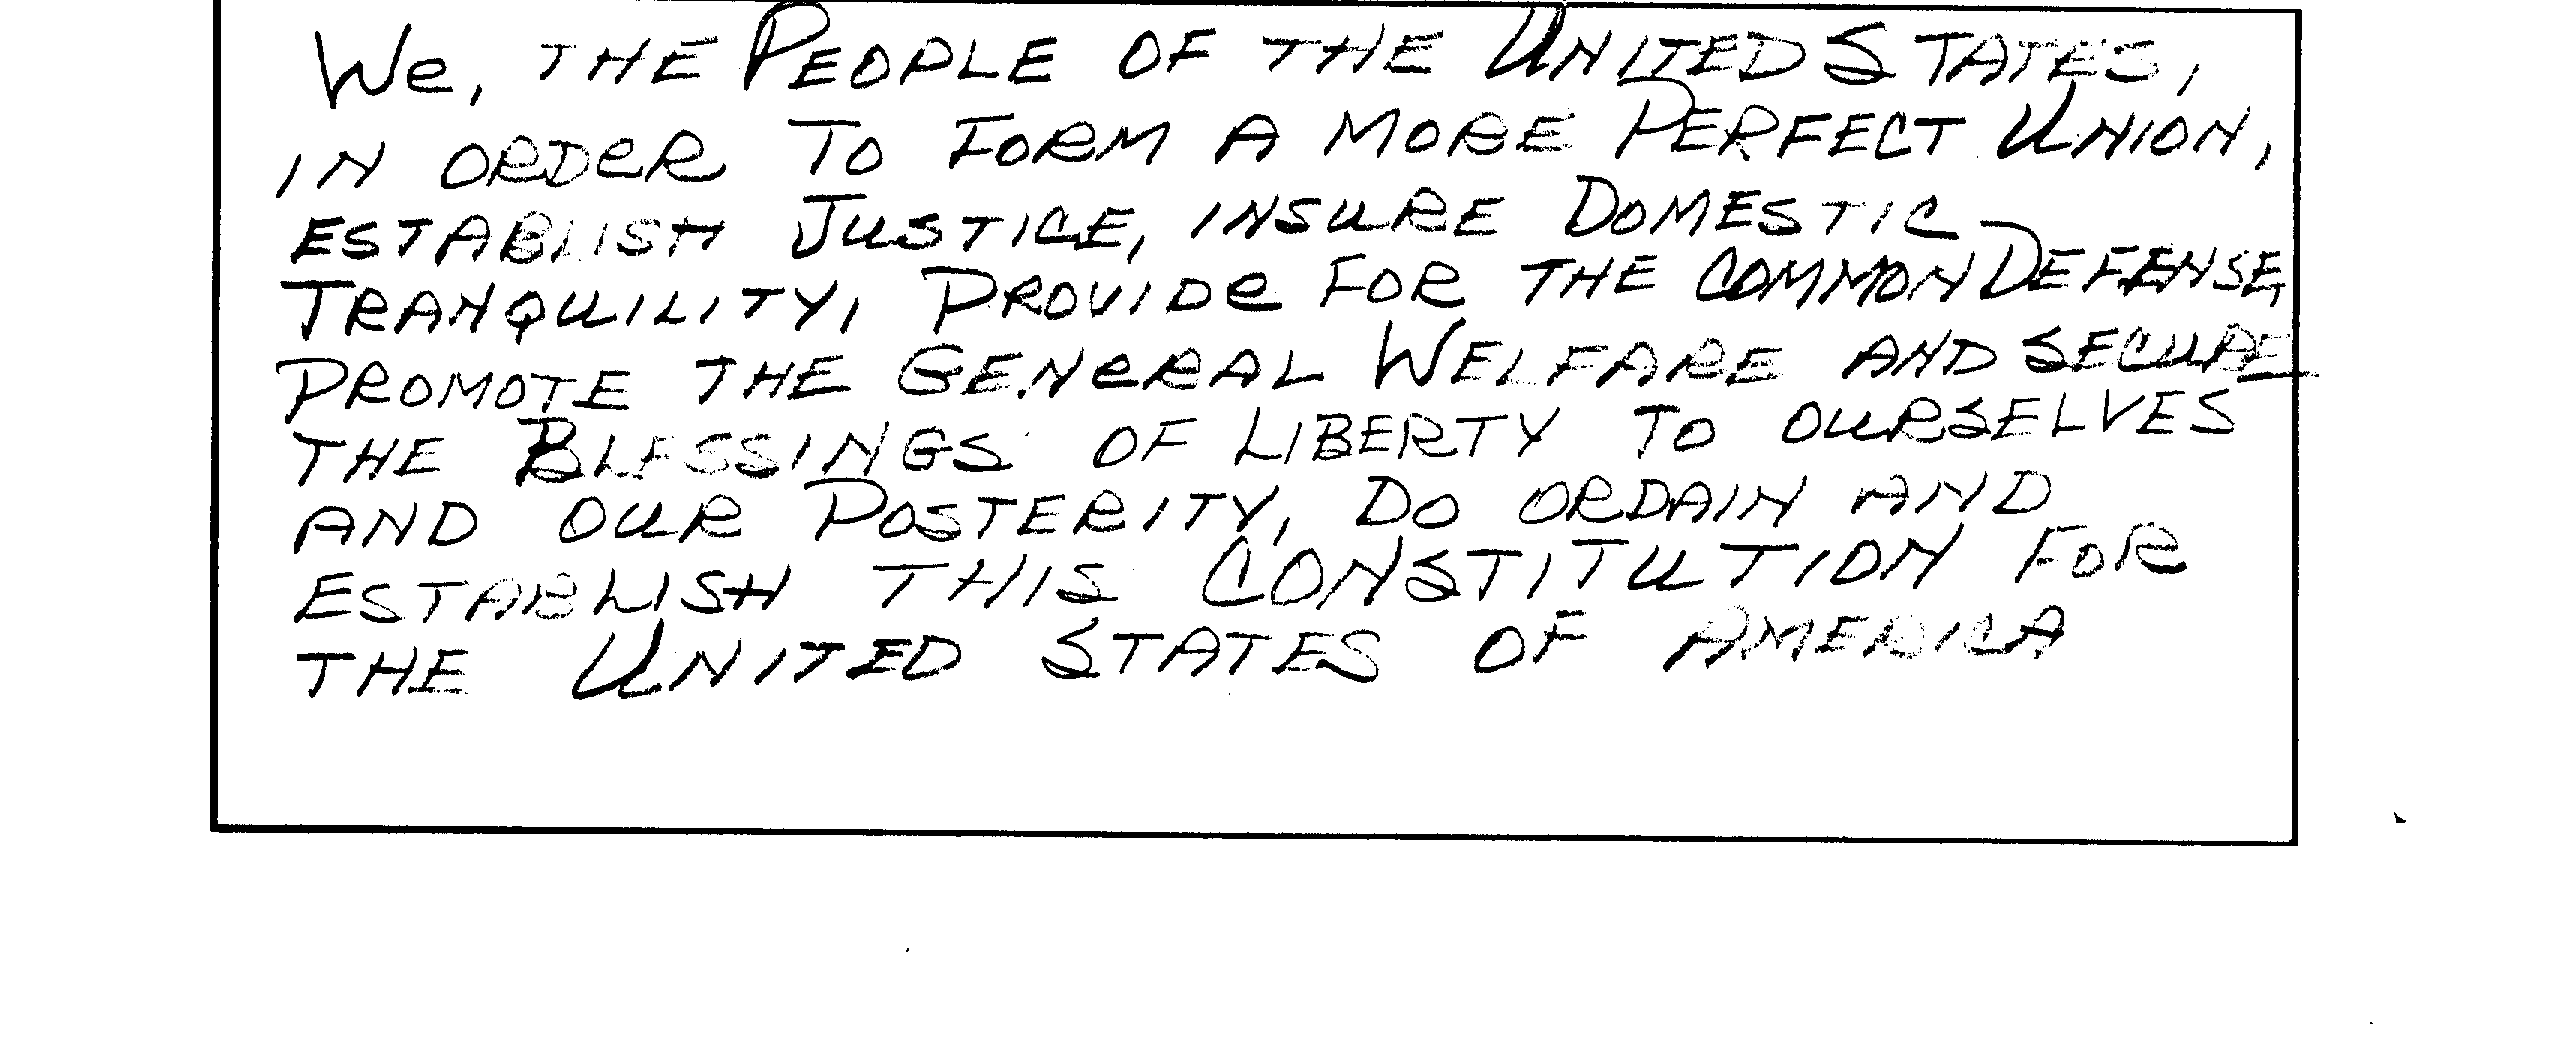 We, THE PEOPLE OF THE UNITED STATES,
IN ORDER TO FORM A MORE PERFECT UNION,
ESTABLISH JUSTICE, INSURE DOMESTIC
TRANQUILITY, PROVIDE FOR THE COMMON DEFENSE,
PROMOTE THE GENERAL WELFARE AND SECURE
THE BLESSINGS OF LIBERTY TO OURSELVES
AND OUR POSTERITY, DO ORDAIN AND
ESTABLISH THIS CONSTITUTION FOR
THE UNITED STATES OF AMERICA